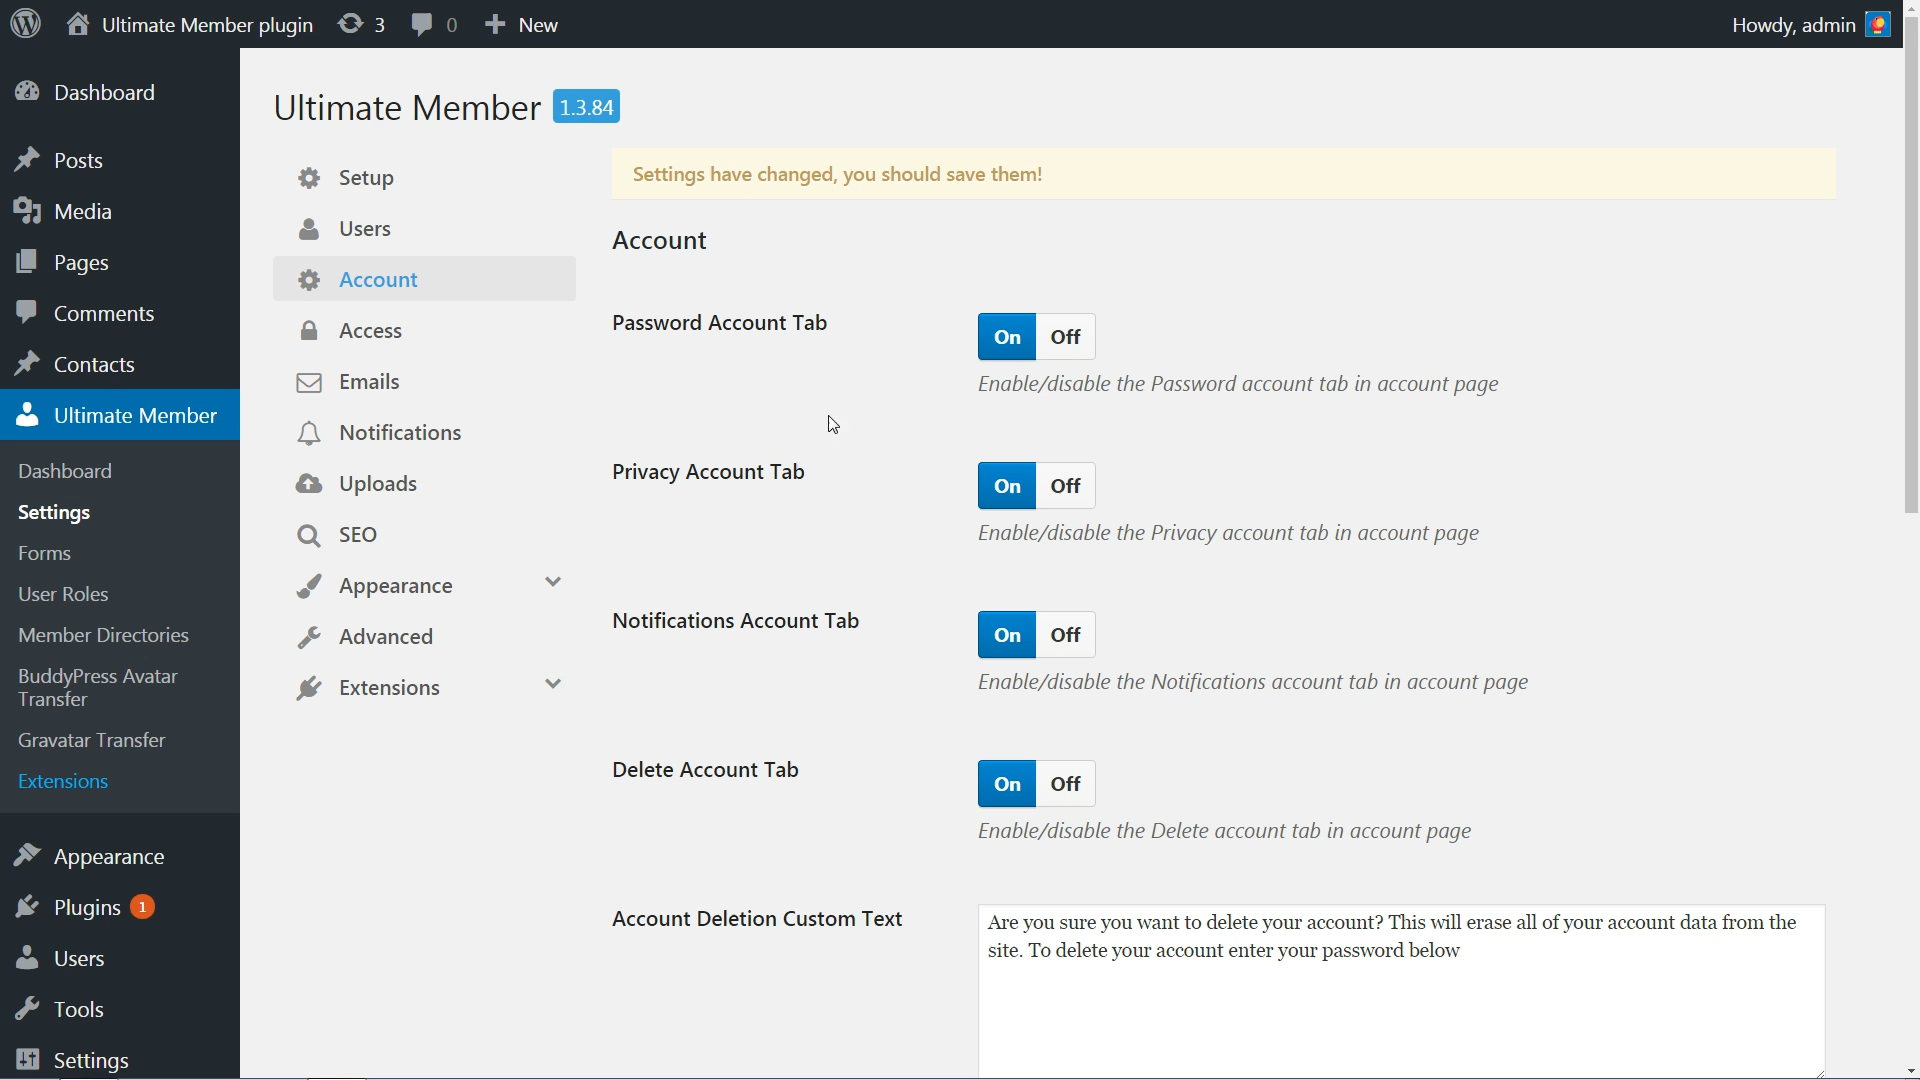 Ultimate Member plugin 3 0 New Howdy, admin
Dashboard
Posts
Media
Pages
Comments
Contacts
Ultimate Member
Dashboard
Settings
Forms
User Roles
Member Directories
BuddyPress Avatar
Transfer
Gravatar Transfer
Extensions
Appearance
Plugins 1
Users
Tools
Settings
Ultimate Member 1.3.84
Setup
Users
Account
Access
Emails
Notifications
Uploads
SEO
Appearance
Advanced
Extensions
Settings have changed, you should save them!
Account
Password Account Tab
On Off
Enable/disable the Password account tab in account page
Privacy Account Tab
On Off
Enable/disable the Privacy account tab in account page
Notifications Account Tab
On Off
Enable/disable the Notifications account tab in account page
Delete Account Tab
On Off
Enable/disable the Delete account tab in account page
Account Deletion Custom Text
Are you sure you want to delete your account? This will erase all of your account data from the
site. To delete your account enter your password below